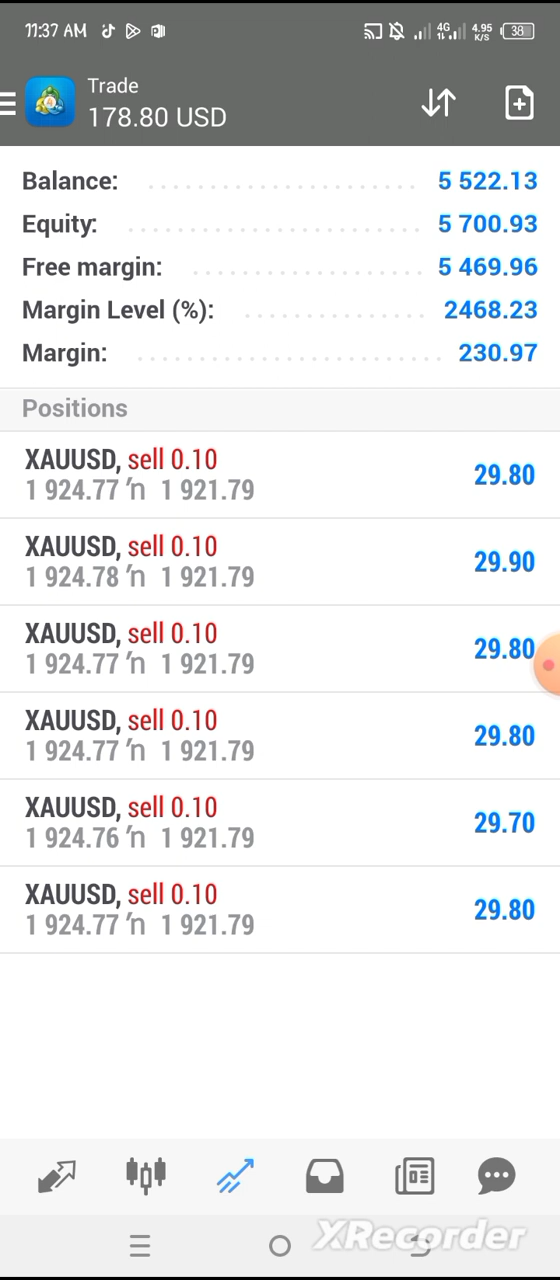 11:37 AM
4G
4.95
K/S
38
Trade
178.80 USD
Balance: 5 522.13
Equity: 5 700.93
Free margin: 5 469.96
Margin Level (%): 2468.23
Margin: 230.97
Positions
XAUUSD, sell 0.10
1 924.77 ’n 1 921.79
29.80
XAUUSD, sell 0.10
1 924.78 ’n 1 921.79
29.90
XAUUSD, sell 0.10
1 924.77 ’n 1 921.79
29.80
XAUUSD, sell 0.10
1 924.77 ’n 1 921.79
29.80
XAUUSD, sell 0.10
1 924.76 ’n 1 921.79
29.70
XAUUSD, sell 0.10
1 924.77 ’n 1 921.79
29.80
XRecorder